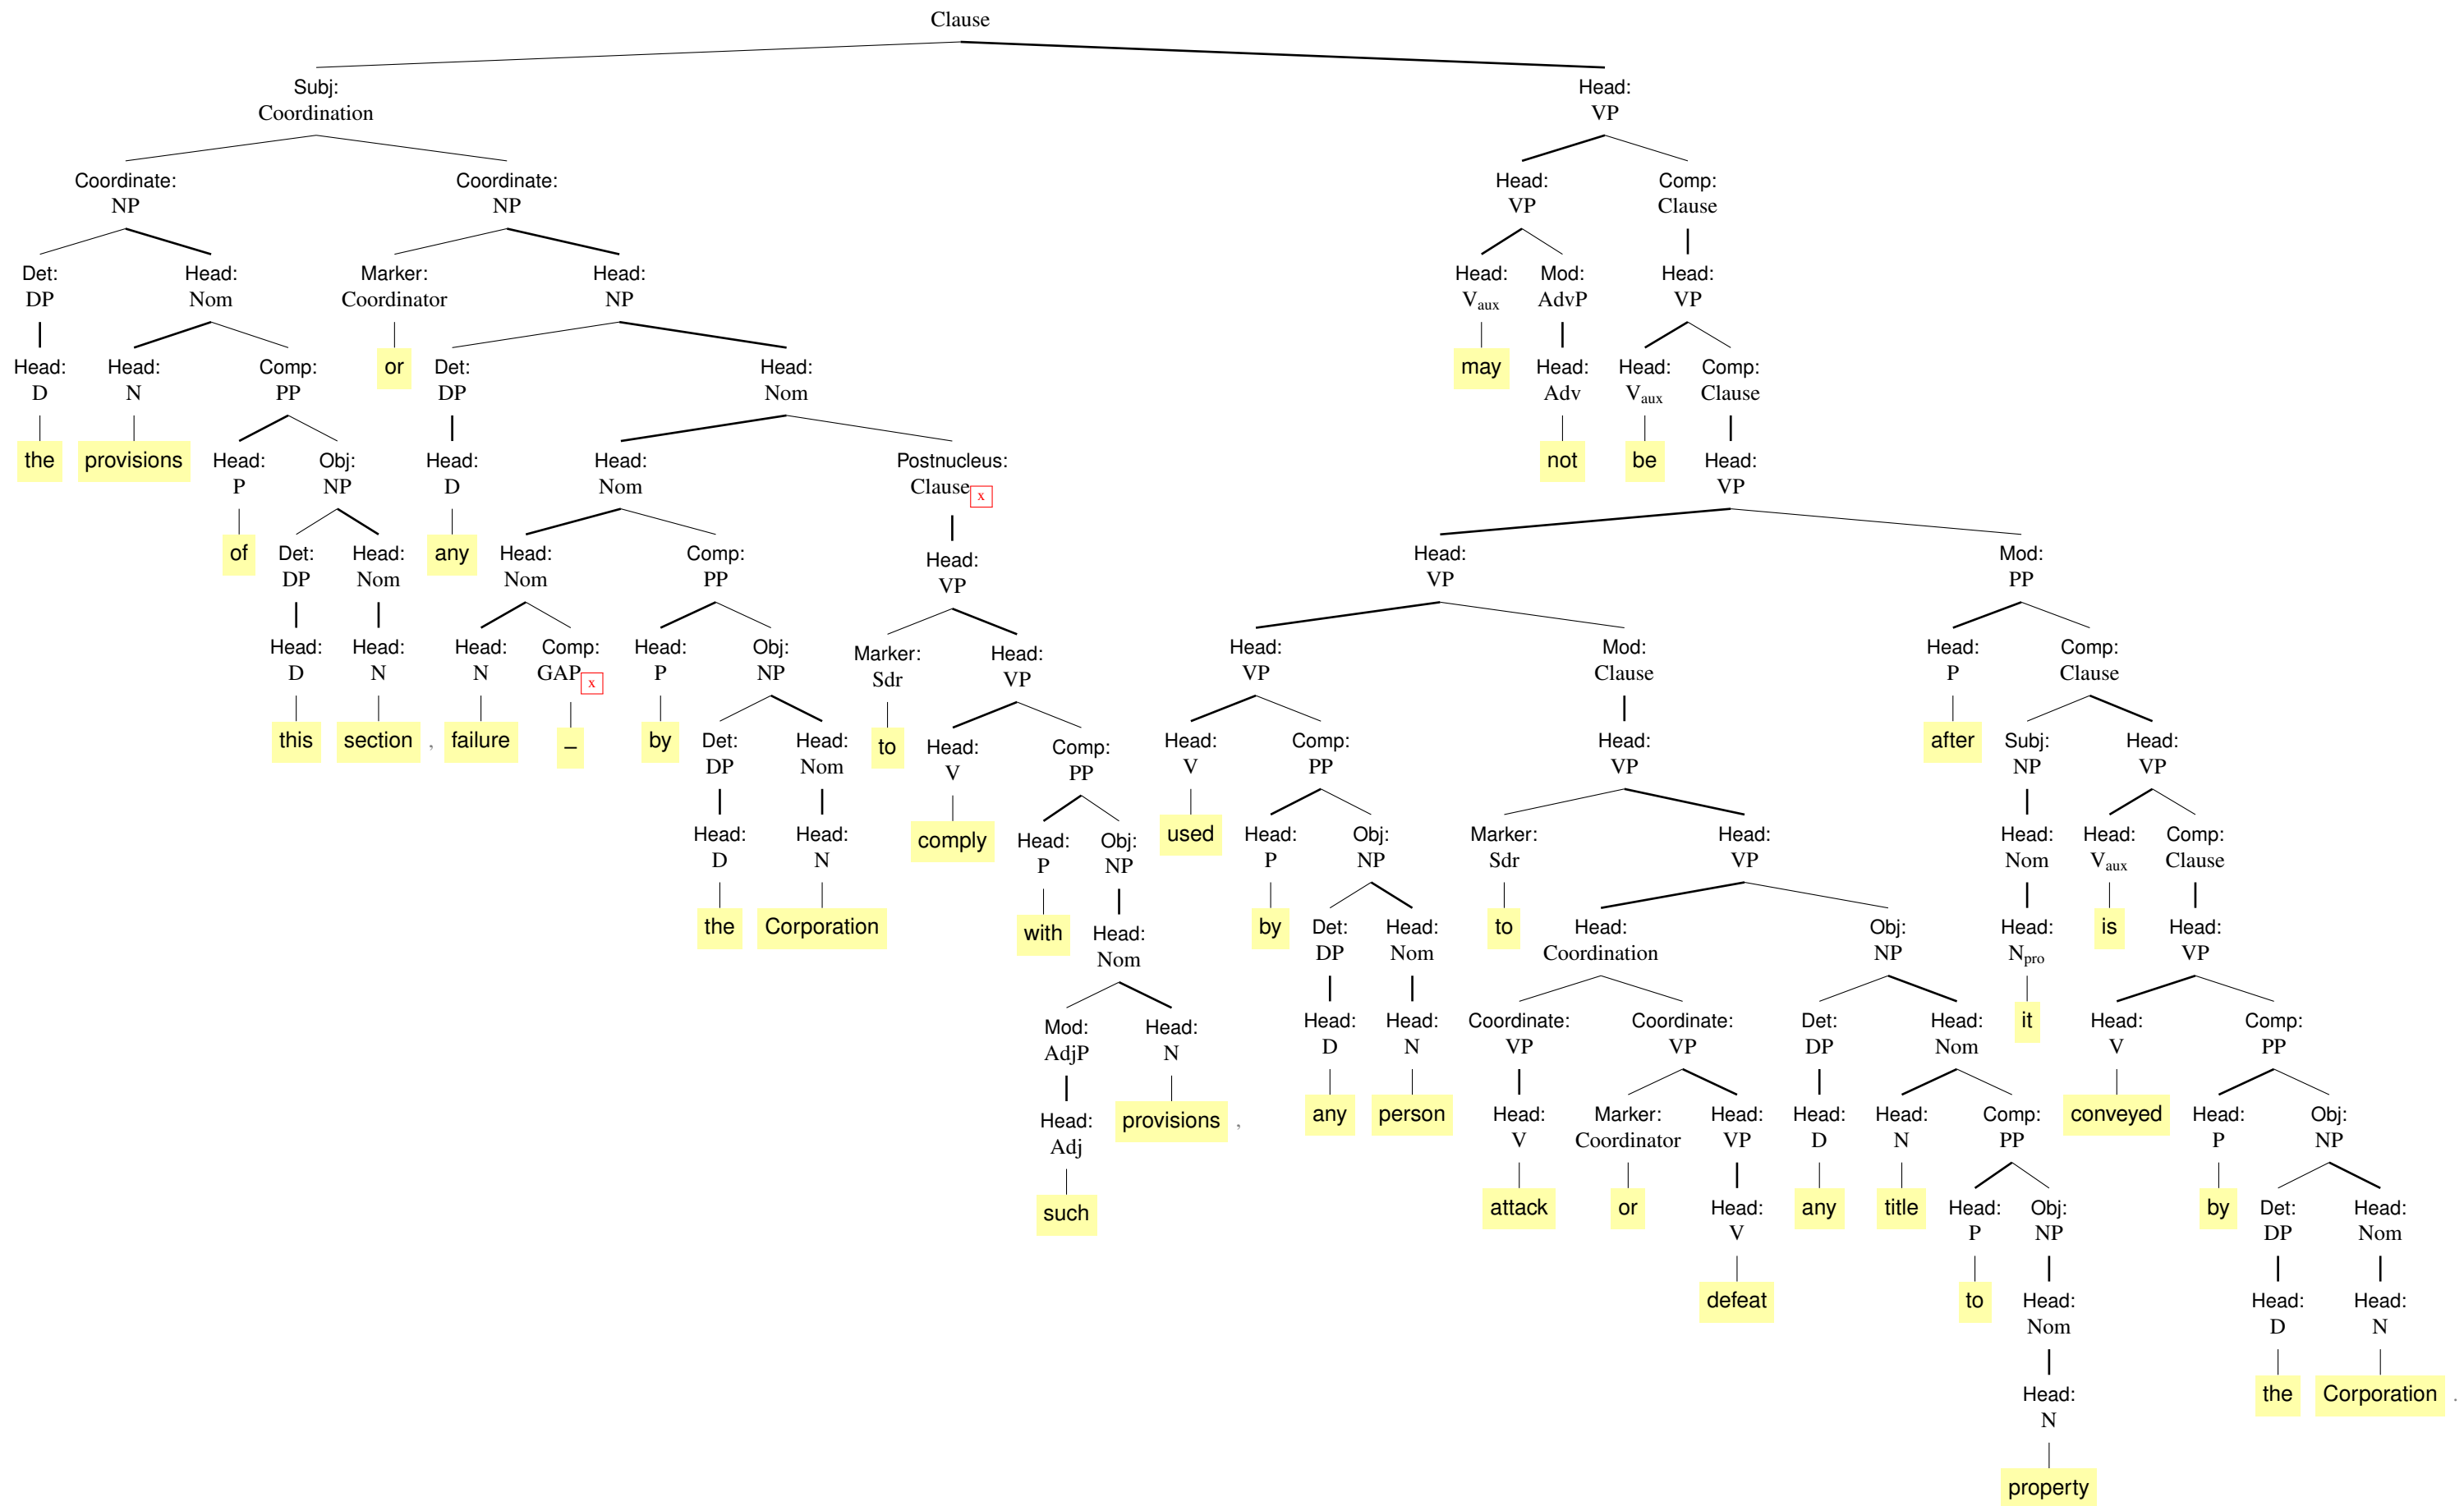 Clause
Subj: Head:
Coordination VP
Coordinate: Coordinate: Head: Comp:
NP NP VP Clause
Det: Head: Marker: Head: Head: Mod: Head:
DP Nom Coordinator NP Vaux AdvP VP
Head: Head: Comp: or Det: Head: may Head: Head: Comp:
D N PP DP Nom Adv Vaux Clause
the provisions Head: Obj: Head: Head: Postnucleus: not be Head:
P NP D Nom Clause x VP
of Det: Head: any Head: Comp: Head: Head: Mod:
DP Nom Nom PP VP VP PP
Head: Head: Head: Comp: Head: Obj: Marker: Head: Head: Mod: Head: Comp:
D N N GAP x P NP Sdr VP VP Clause P Clause
this section , failure – by Det: Head: to Head: Comp: Head: Comp: Head: after Subj: Head:
DP Nom V PP V PP VP NP VP
Head: Head: comply Head: Obj: used Head: Obj: Marker: Head: Head: Head: Comp:
D N P NP P NP Sdr VP Nom Vaux Clause
the Corporation with Head: by Det: Head: to Head: Obj: Head: is Head:
Nom DP Nom Coordination NP Npro VP
Mod: Head: Head: Head: Coordinate: Coordinate: Det: Head: it Head: Comp:
AdjP N D N VP VP DP Nom V PP
Head: provisions , any person Head: Marker: Head: Head: Head: Comp: conveyed Head: Obj:
Adj V Coordinator VP D N PP P NP
such attack or Head: any title Head: Obj: by Det: Head:
V P NP DP Nom
defeat to Head: Head: Head:
Nom D N
Head: the Corporation .
N
property